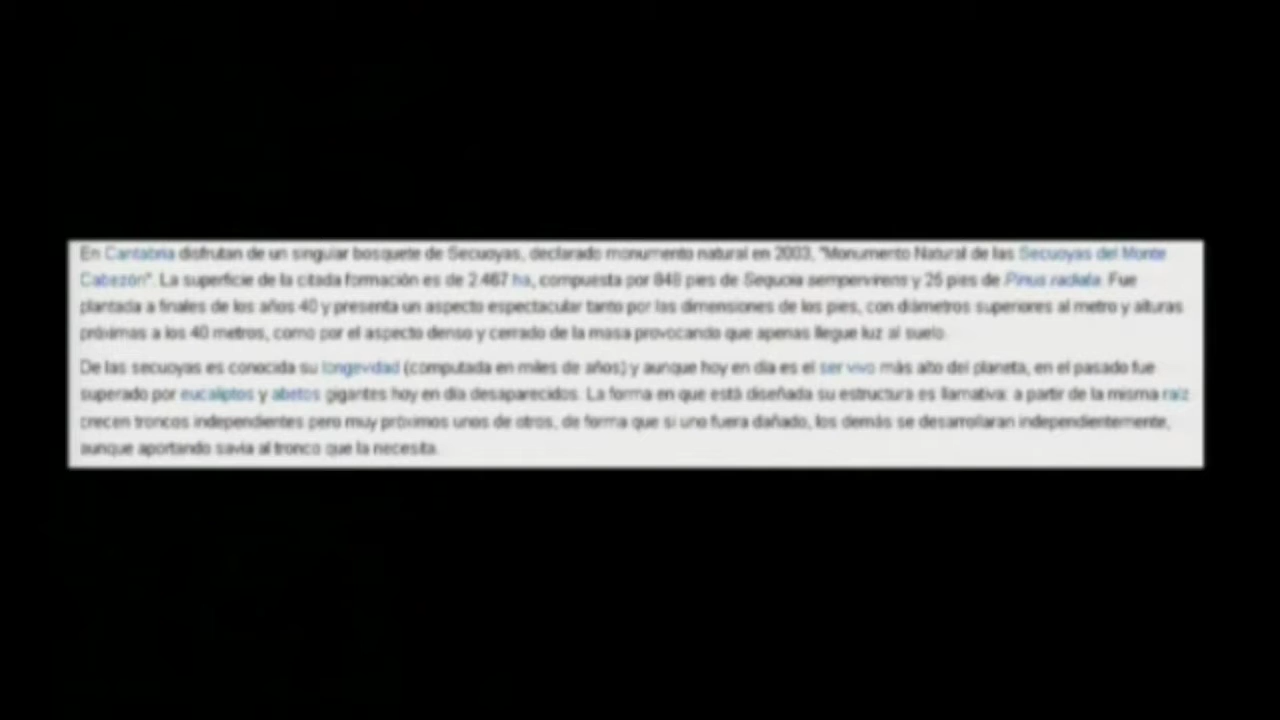 En Cantabria disfrutan de un singular bosquete de Secuoyas, declarado monumento natural en 2003, "Monumento Natural de las Secuoyas del Monte
Cabezón". La superficie de la citada formación es de 2.467 ha, compuesta por 848 pies de Sequoia sempervirens y 25 pies de Pinus radiata. Fue
plantada a finales de los años 40 y presenta un aspecto espectacular tanto por las dimensiones de los pies, con diámetros superiores al metro y alturas
próximas a los 40 metros, como por el aspecto denso y cerrado de la masa provocando que apenas llegue luz al suelo.
De las secuoyas es conocida su longevidad (computada en miles de años) y aunque hoy en día es el ser vivo más alto del planeta, en el pasado fue
superado por eucaliptos y abetos gigantes hoy en día desaparecidos. La forma en que está diseñada su estructura es llamativa: a partir de la misma raíz
crecen troncos independientes pero muy próximos unos de otros, de forma que si uno fuera dañado, los demás se desarrollaran independientemente,
aunque aportando savia al tronco que la necesita.